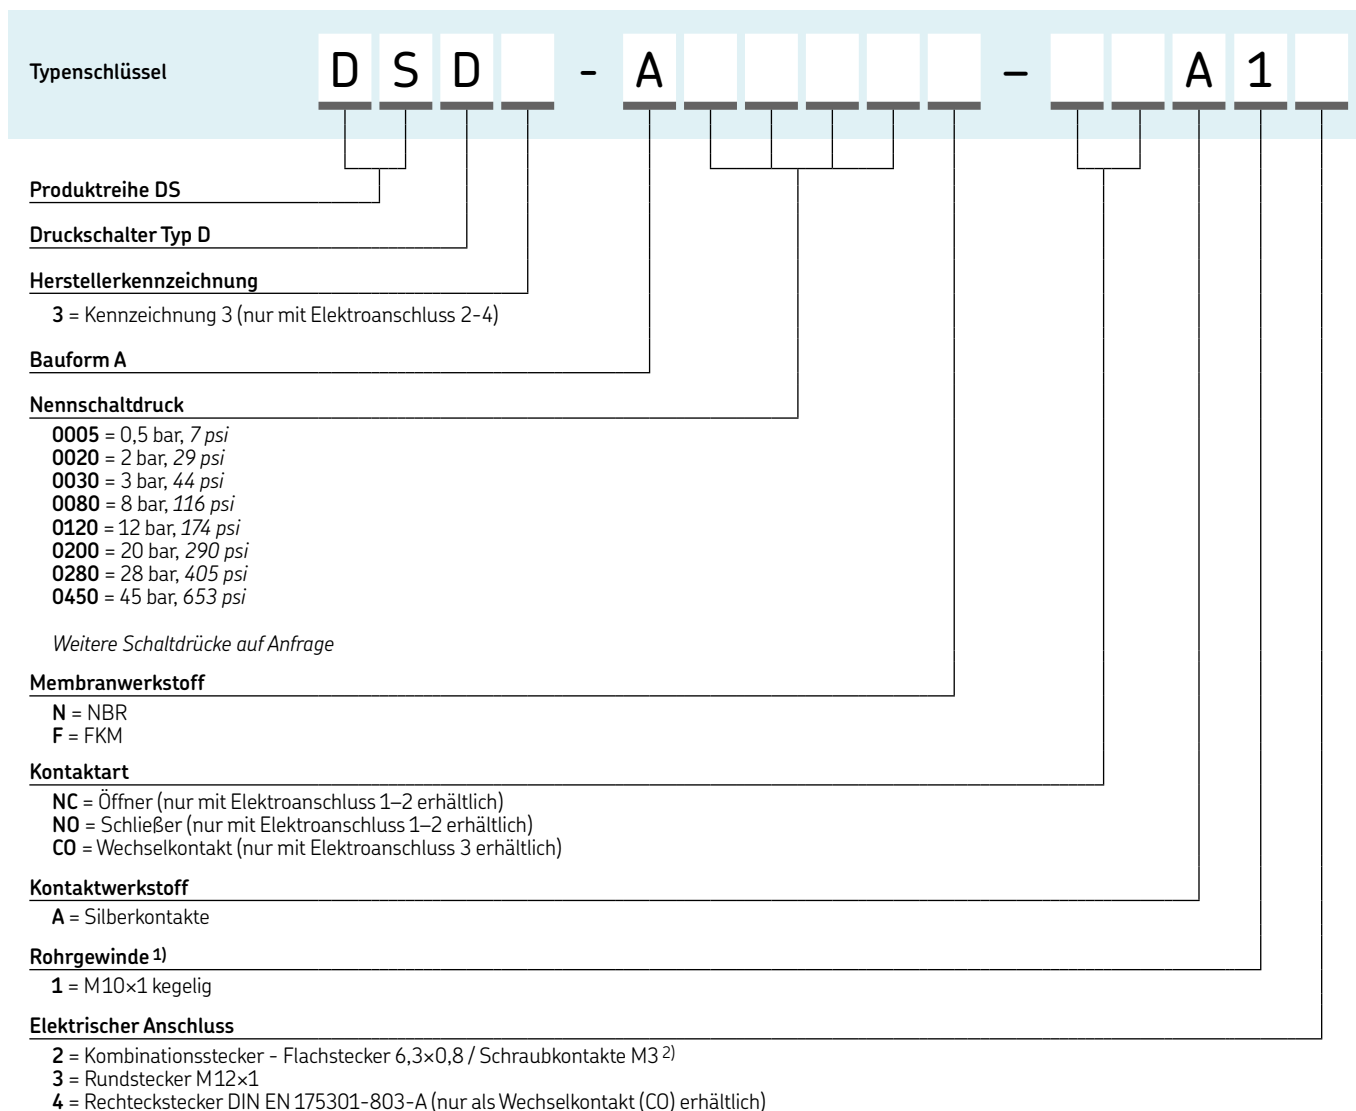 Typenschlüssel D S D - A – A 1
Produktreihe DS
Druckschalter Typ D
Herstellerkennzeichnung
3 = Kennzeichnung 3 (nur mit Elektroanschluss 2-4)
Bauform A
Nennschaltdruck
0005 = 0,5 bar, 7 psi
0020 = 2 bar, 29 psi
0030 = 3 bar, 44 psi
0080 = 8 bar, 116 psi
0120 = 12 bar, 174 psi
0200 = 20 bar, 290 psi
0280 = 28 bar, 405 psi
0450 = 45 bar, 653 psi
Weitere Schaltdrücke auf Anfrage
Membranwerkstoff
N = NBR
F = FKM
Kontaktart
NC = Öffner (nur mit Elektroanschluss 1–2 erhältlich)
NO = Schließer (nur mit Elektroanschluss 1–2 erhältlich)
CO = Wechselkontakt (nur mit Elektroanschluss 3 erhältlich)
Kontaktwerkstoff
A = Silberkontakte
Rohrgewinde 1)
1 = M10×1 kegelig
Elektrischer Anschluss
2 = Kombinationsstecker - Flachstecker 6,3×0,8 / Schraubkontakte M3 2)
3 = Rundstecker M12×1
4 = Rechteckstecker DIN EN 175301-803-A (nur als Wechselkontakt (CO) erhältlich)